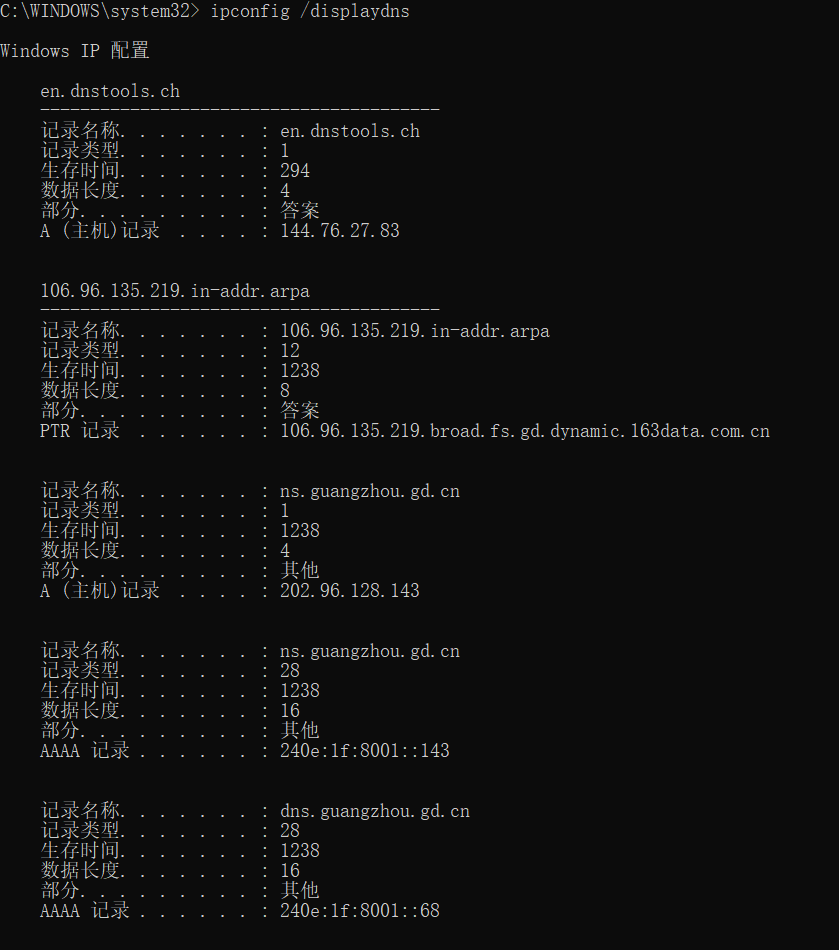 C:\WINDOWS\system32> ipconfig /displaydns
Windows IP 配置
en.dnstools.ch
----------------------------------------
记录名称. . . . . . . : en.dnstools.ch
记录类型. . . . . . . : 1
生存时间. . . . . . . : 294
数据长度. . . . . . . : 4
部分. . . . . . . . . : 答案
A (主机)记录  . . . . : 144.76.27.83
106.96.135.219.in-addr.arpa
----------------------------------------
记录名称. . . . . . . : 106.96.135.219.in-addr.arpa
记录类型. . . . . . . : 12
生存时间. . . . . . . : 1238
数据长度. . . . . . . : 8
部分. . . . . . . . . : 答案
PTR 记录  . . . . . . : 106.96.135.219.broad.fs.gd.dynamic.163data.com.cn
记录名称. . . . . . . : ns.guangzhou.gd.cn
记录类型. . . . . . . : 1
生存时间. . . . . . . : 1238
数据长度. . . . . . . : 4
部分. . . . . . . . . : 其他
A (主机)记录  . . . . : 202.96.128.143
记录名称. . . . . . . : ns.guangzhou.gd.cn
记录类型. . . . . . . : 28
生存时间. . . . . . . : 1238
数据长度. . . . . . . : 16
部分. . . . . . . . . : 其他
AAAA 记录 . . . . . . : 240e:1f:8001::143
记录名称. . . . . . . : dns.guangzhou.gd.cn
记录类型. . . . . . . : 28
生存时间. . . . . . . : 1238
数据长度. . . . . . . : 16
部分. . . . . . . . . : 其他
AAAA 记录 . . . . . . : 240e:1f:8001::68